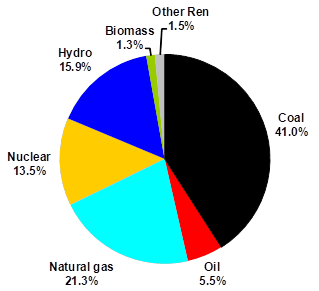 Other Ren
1.5%
Biomass
1.3%
Hydro
15.9%
Coal
41.0%
Nuclear
13.5%
Natural gas
21.3%
Oil
5.5%